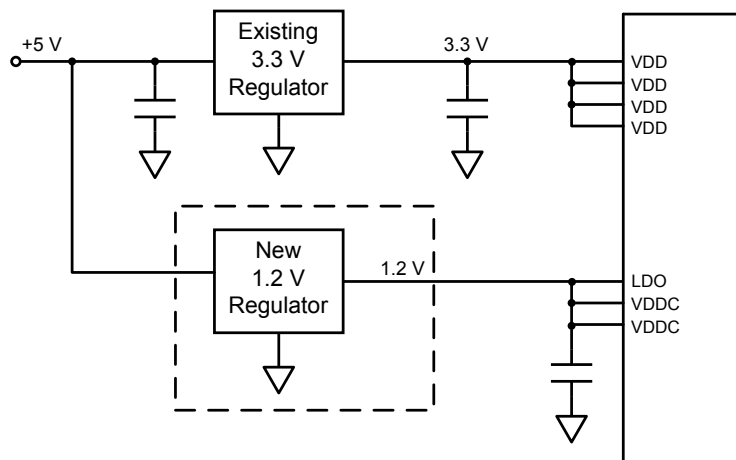 +5 V
Existing
3.3 V
Regulator
3.3 V
VDD
VDD
VDD
VDD
New
1.2 V
Regulator
1.2 V
LDO
VDDC
VDDC